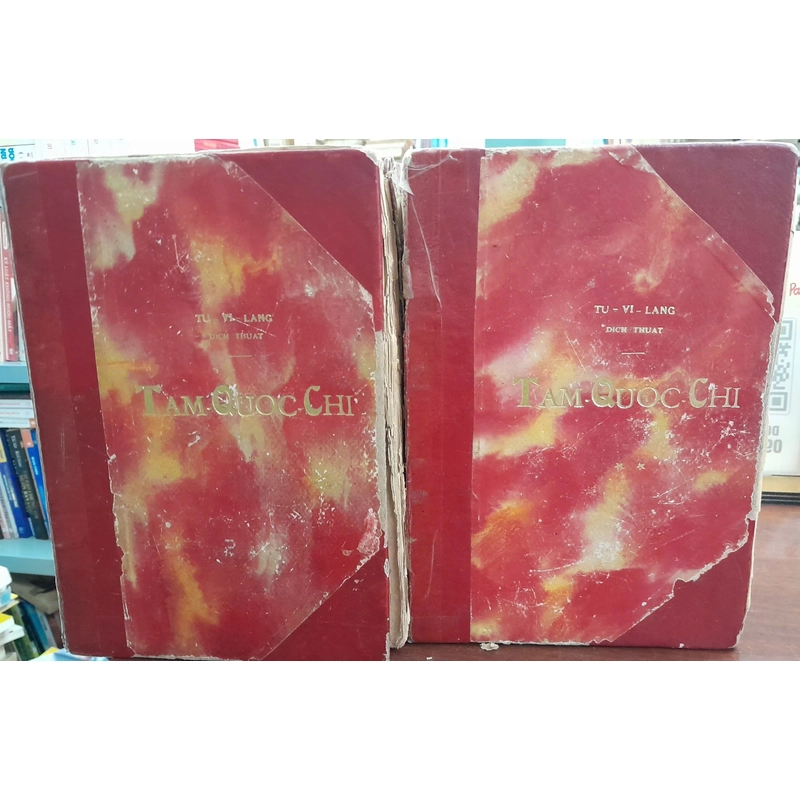 TU - VI - LANG
DICH THUAT
TAM-QUOC-CHI
TU - VI - LANG
DICH THUAT
TAM-QUOC-CHI
* *